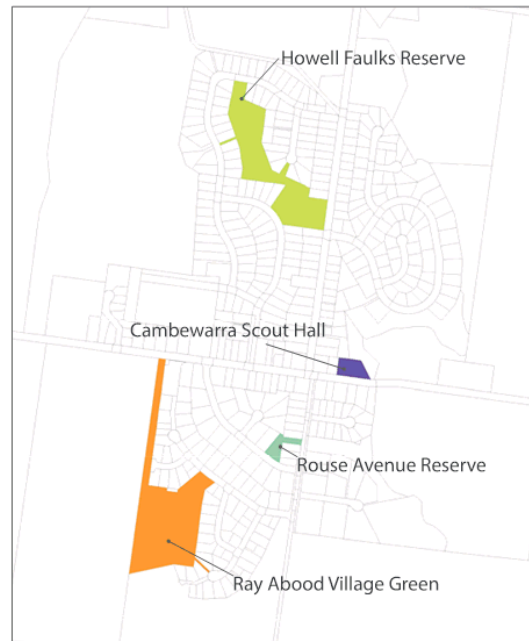 Howell Faulks Reserve
Cambewarra Scout Hall
Rouse Avenue Reserve
Ray Abood Village Green